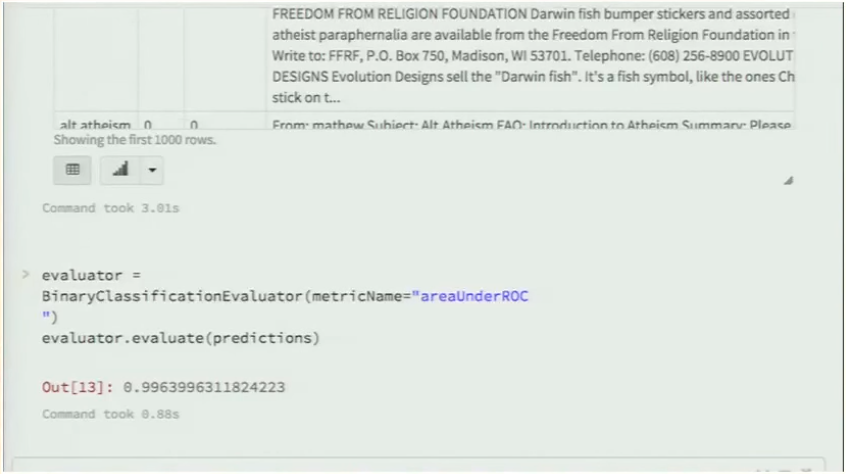 FREEDOM FROM RELIGION FOUNDATION Darwin fish bumper stickers and assorted
atheist paraphernalia are available from the Freedom From Religion Foundation in
Write to: FFRF, P.O. Box 750, Madison, WI 53701. Telephone: (608) 256-8900 EVOLUT
DESIGNS Evolution Designs sell the "Darwin fish". It's a fish symbol, like the ones Ch
stick on t...
alt atheism 0 0 From: mathew Subject: Alt Atheism FAQ: Introduction to Atheism Summary: Please
Showing the first 1000 rows.
Command took 3.01s
> evaluator =
BinaryClassificationEvaluator(metricName="areaUnderROC
")
evaluator.evaluate(predictions)
Out[13]: 0.9963996311824223
Command took 0.88s